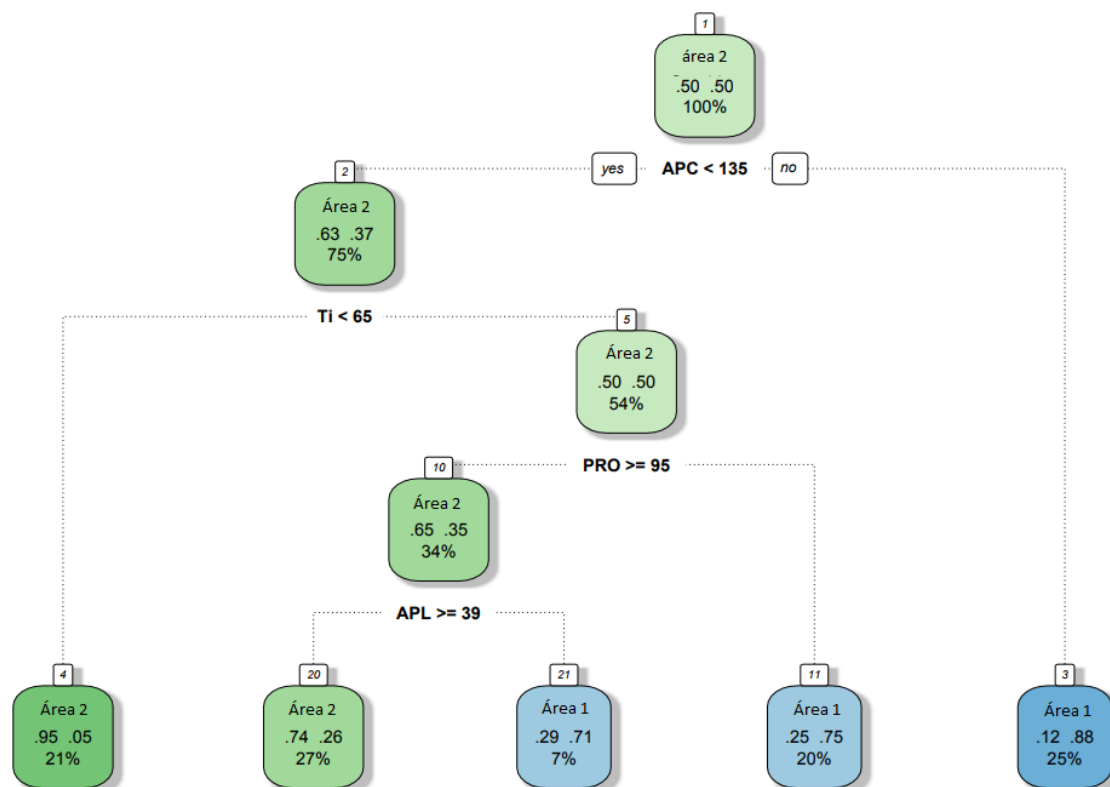 1
área 2
.50 .50
100%
yes
APC < 135
no
2
Área 2
.63 .37
75%
Ti < 65
5
Área 2
.50 .50
54%
PRO >= 95
10
Área 2
.65 .35
34%
APL >= 39
4
Área 2
.95 .05
21%
20
Área 2
.74 .26
27%
21
Área 1
.29 .71
7%
11
Área 1
.25 .75
20%
3
Área 1
.12 .88
25%